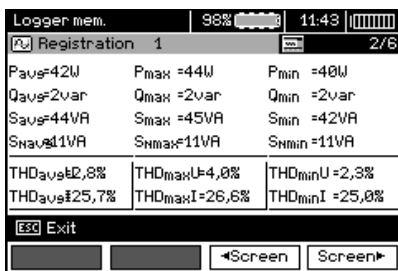 Logger mem. 98% 11:43
Registration 1 2/6
Pavg=42W Pmax =44W Pmin =40W
Qavg=2var Qmax =2var Qmin =2var
Savg=44VA Smax =45VA Smin =42VA
SNavg=11VA SNmax=11VA SNmin =11VA
THDavgU=2,8% THDmaxU=4,0% THDminU =2,3%
THDavgI=25,7% THDmaxI=26,6% THDminI =25,0%
ESC Exit
◄Screen Screen►